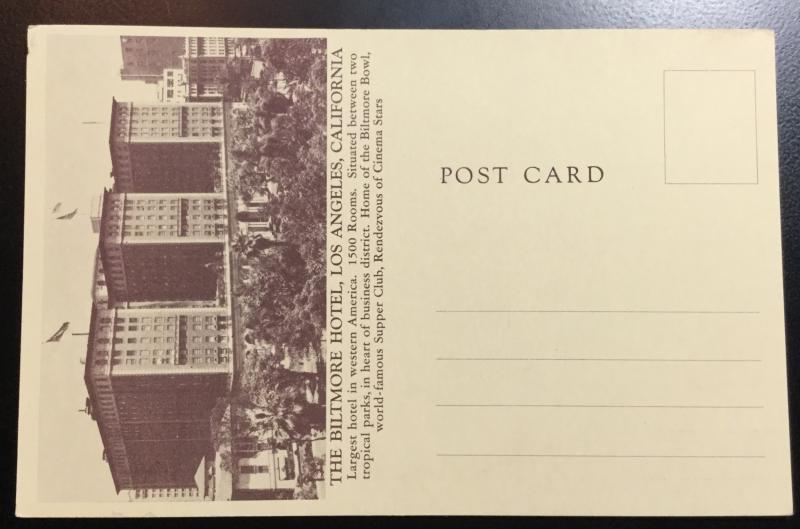 THE BILTMORE HOTEL, LOS ANGELES, CALIFORNIA
Largest hotel in western America. 1500 Rooms. Situated between two
tropical parks, in heart of business district. Home of the Biltmore Bowl,
world-famous Supper Club, Rendezvous of Cinema Stars
POST CARD